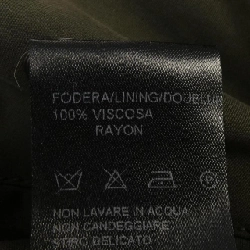 FODERA/LINING/DOUBLU
100% VISCOSA
RAYON
NON LAVARE IN ACQUA
NON CANDEGGIARE
STIRO DELICATO